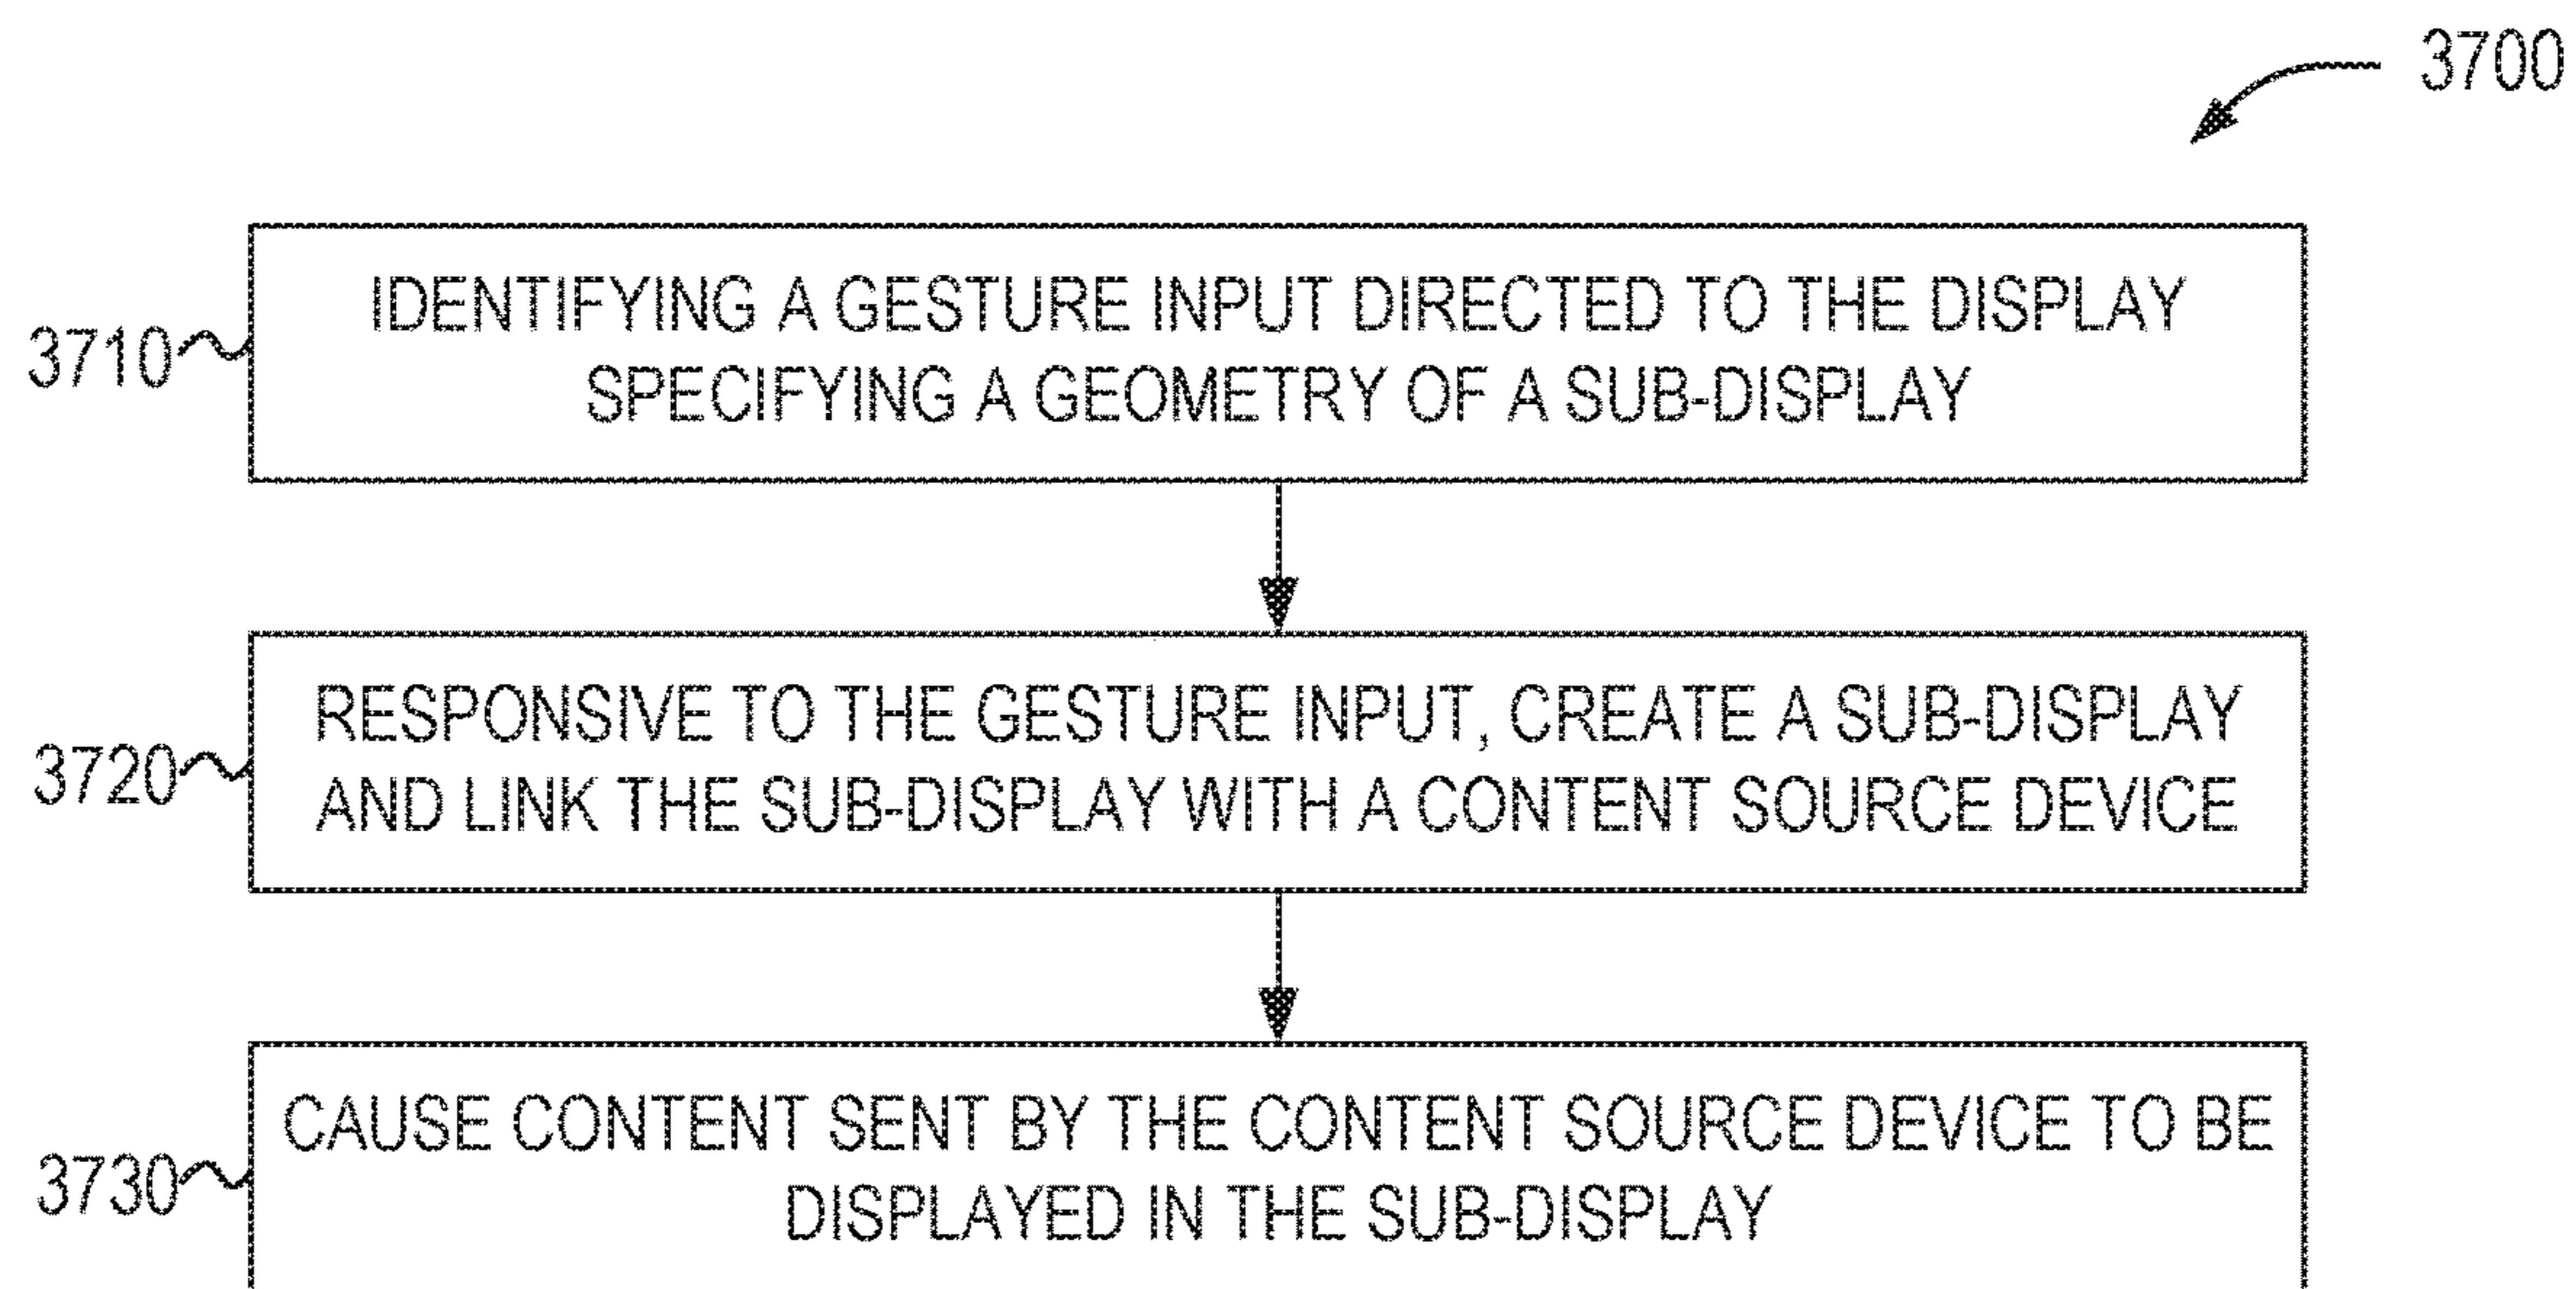 3700
3710
IDENTIFYING A GESTURE INPUT DIRECTED TO THE DISPLAY
SPECIFYING A GEOMETRY OF A SUB-DISPLAY
3720
RESPONSIVE TO THE GESTURE INPUT, CREATE A SUB-DISPLAY
AND LINK THE SUB-DISPLAY WITH A CONTENT SOURCE DEVICE
3730
CAUSE CONTENT SENT BY THE CONTENT SOURCE DEVICE TO BE
DISPLAYED IN THE SUB-DISPLAY